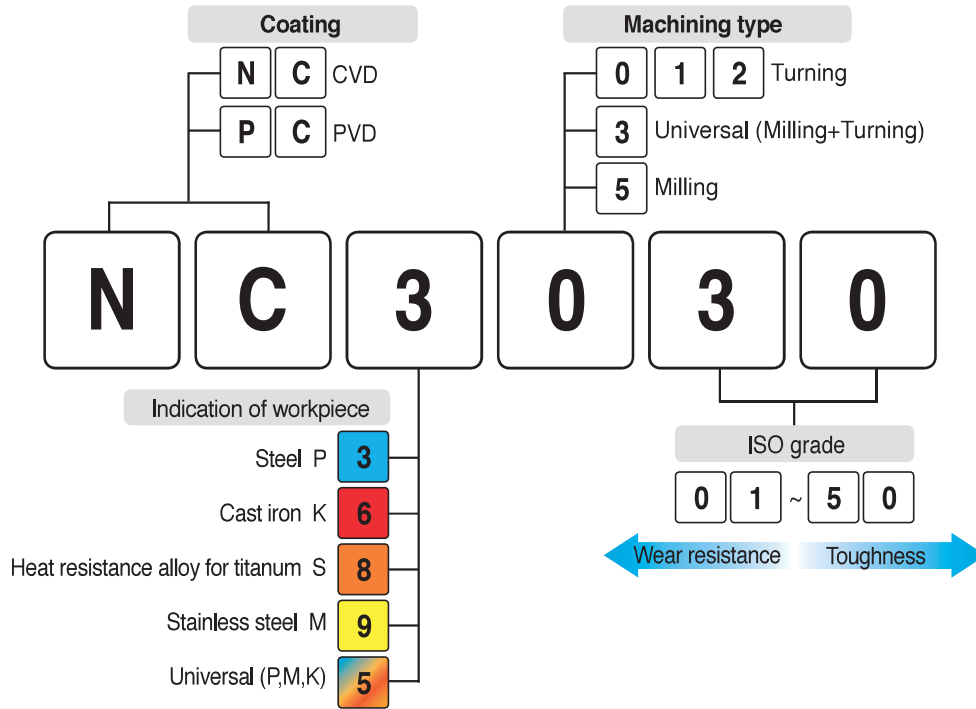 Coating
Machining type
N C CVD
0 1 2 Turning
P C PVD
3 Universal (Milling+Turning)
5 Milling
N C 3 0 3 0
Indication of workpiece
Steel P 3
Cast iron K 6
Heat resistance alloy for titanum S 8
Stainless steel M 9
Universal (P,M,K) 5
ISO grade
0 1 ~ 5 0
Wear resistance Toughness